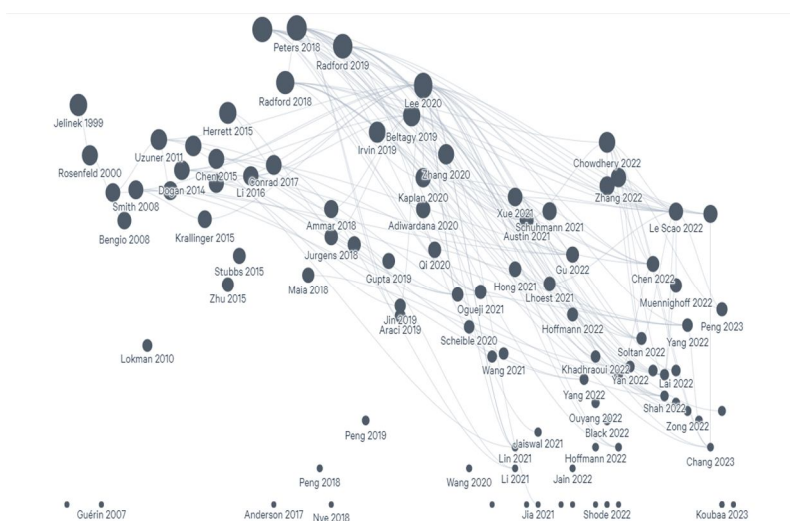 Peters 2018
Radford 2019
Radford 2018
Lee 2020
Jelinek 1999
Herrett 2015
Beltagy 2019
Irvin 2019
Uzuner 2011
Chowdhery 2022
Rosenfeld 2000
Chen 2015
Conrad 2017
Zhang 2020
Dogan 2014
Li 2016
Kaplan 2020
Zhang 2022
Smith 2008
Xue 2021
Ammar 2018
Adiwardana 2020
Schuhmann 2021
Le Scao 2022
Bengio 2008
Krallinger 2015
Austin 2021
Jurgens 2018
Stubbs 2015
Gupta 2019
Qi 2020
Gu 2022
Chen 2022
Zhu 2015
Maia 2018
Hong 2021
Lhoest 2021
Muennighoff 2022
Ogueji 2021
Jin 2019
Araci 2019
Hoffmann 2022
Peng 2023
Scheible 2020
Yang 2022
Soltan 2022
Lokman 2010
Wang 2021
Khadhraoui 2022
Yan 2022
Lai 2022
Yang 2022
Shah 2022
Ouyang 2022
Zong 2022
Peng 2019
Black 2022
Jaiswal 2021
Lin 2021
Hoffmann 2022
Chang 2023
Peng 2018
Wang 2020
Li 2021
Jain 2022
Guérin 2007
Anderson 2017
Nye 2018
Jia 2021
Shode 2022
Koubaa 2023